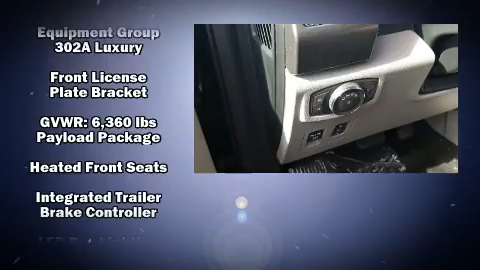 Equipment Group
302A Luxury
Front License
Plate Bracket
GVWR: 6,360 lbs
Payload Package
Heated Front Seats
Integrated Trailer
Brake Controller